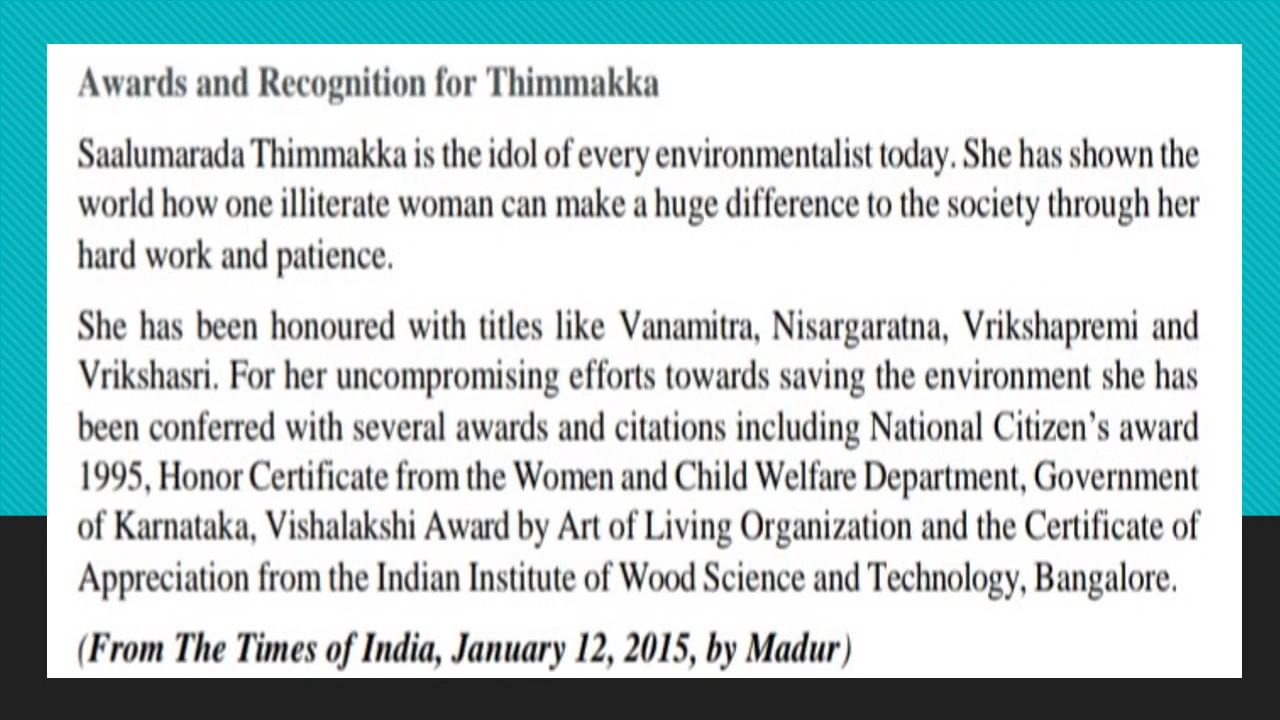 Awards and Recognition for Thimmakka
Saalumarada Thimmakka is the idol of every environmentalist today. She has shown the
world how one illiterate woman can make a huge difference to the society through her
hard work and patience.
She has been honoured with titles like Vanamitra, Nisargaratna, Vrikshapremi and
Vrikshasri. For her uncompromising efforts towards saving the environment she has
been conferred with several awards and citations including National Citizen's award
1995, Honor Certificate from the Women and Child Welfare Department, Government
of Karnataka, Vishalakshi Award by Art of Living Organization and the Certificate of
Appreciation from the Indian Institute of Wood Science and Technology, Bangalore.
(From The Times of India, January 12, 2015, by Madur)